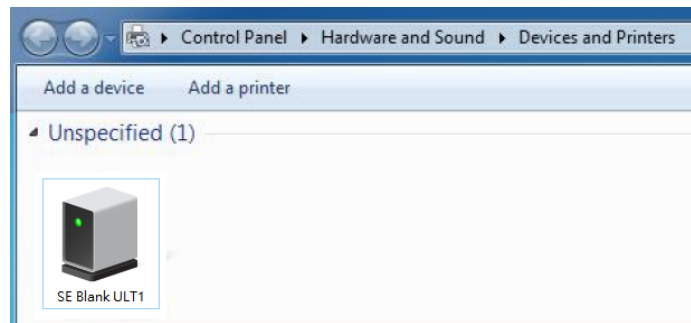 Control Panel ▸ Hardware and Sound ▸ Devices and Printers
Add a device Add a printer
Unspecified (1)
SE Blank ULT1